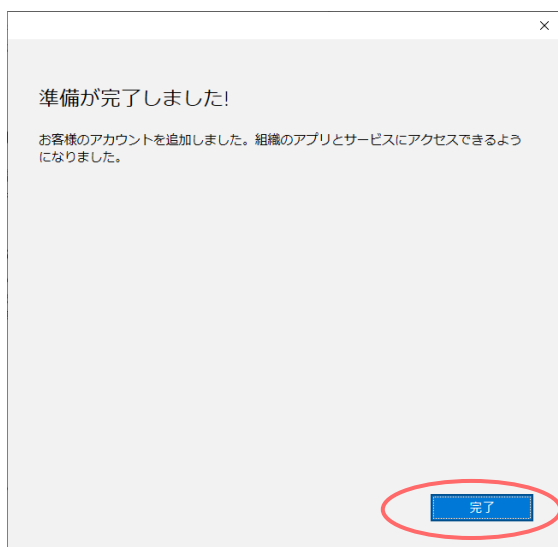 準備が完了しました!
お客様のアカウントを追加しました。組織のアプリとサービスにアクセスできるよう
になりました。
完了